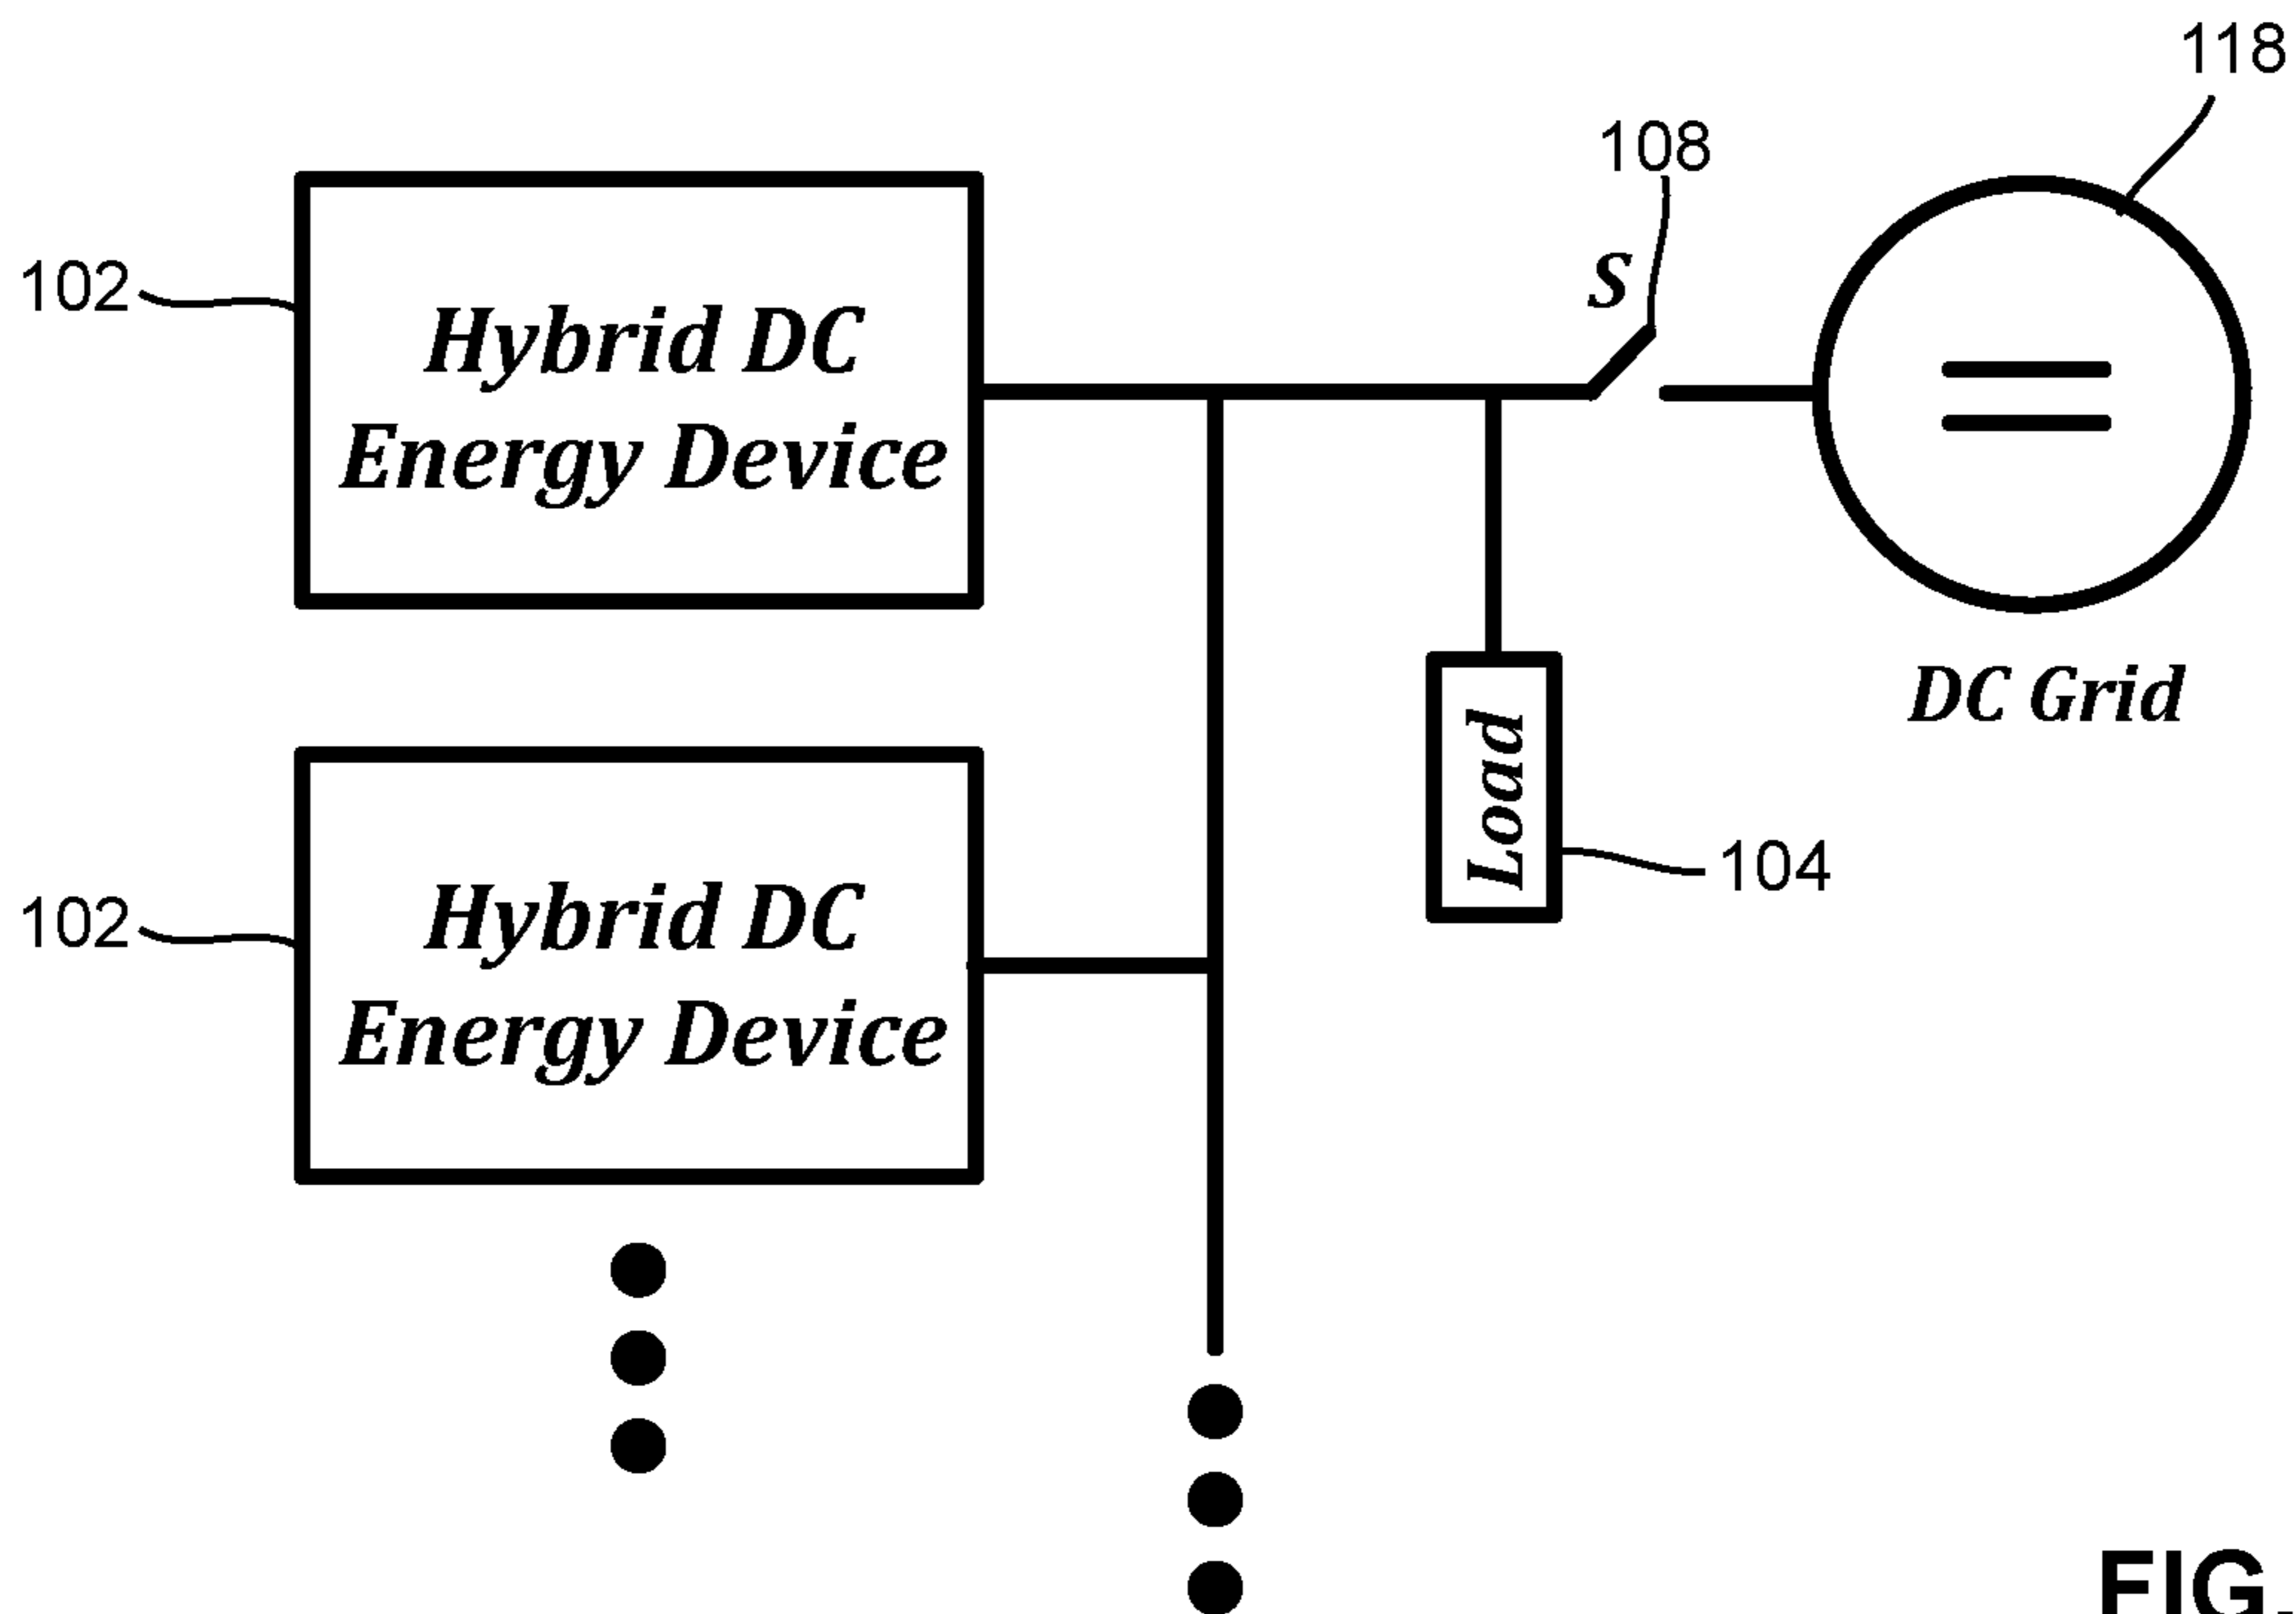 118
108
S
102
Hybrid DC
Energy Device
DC Grid
Load
104
102
Hybrid DC
Energy Device
FIG.